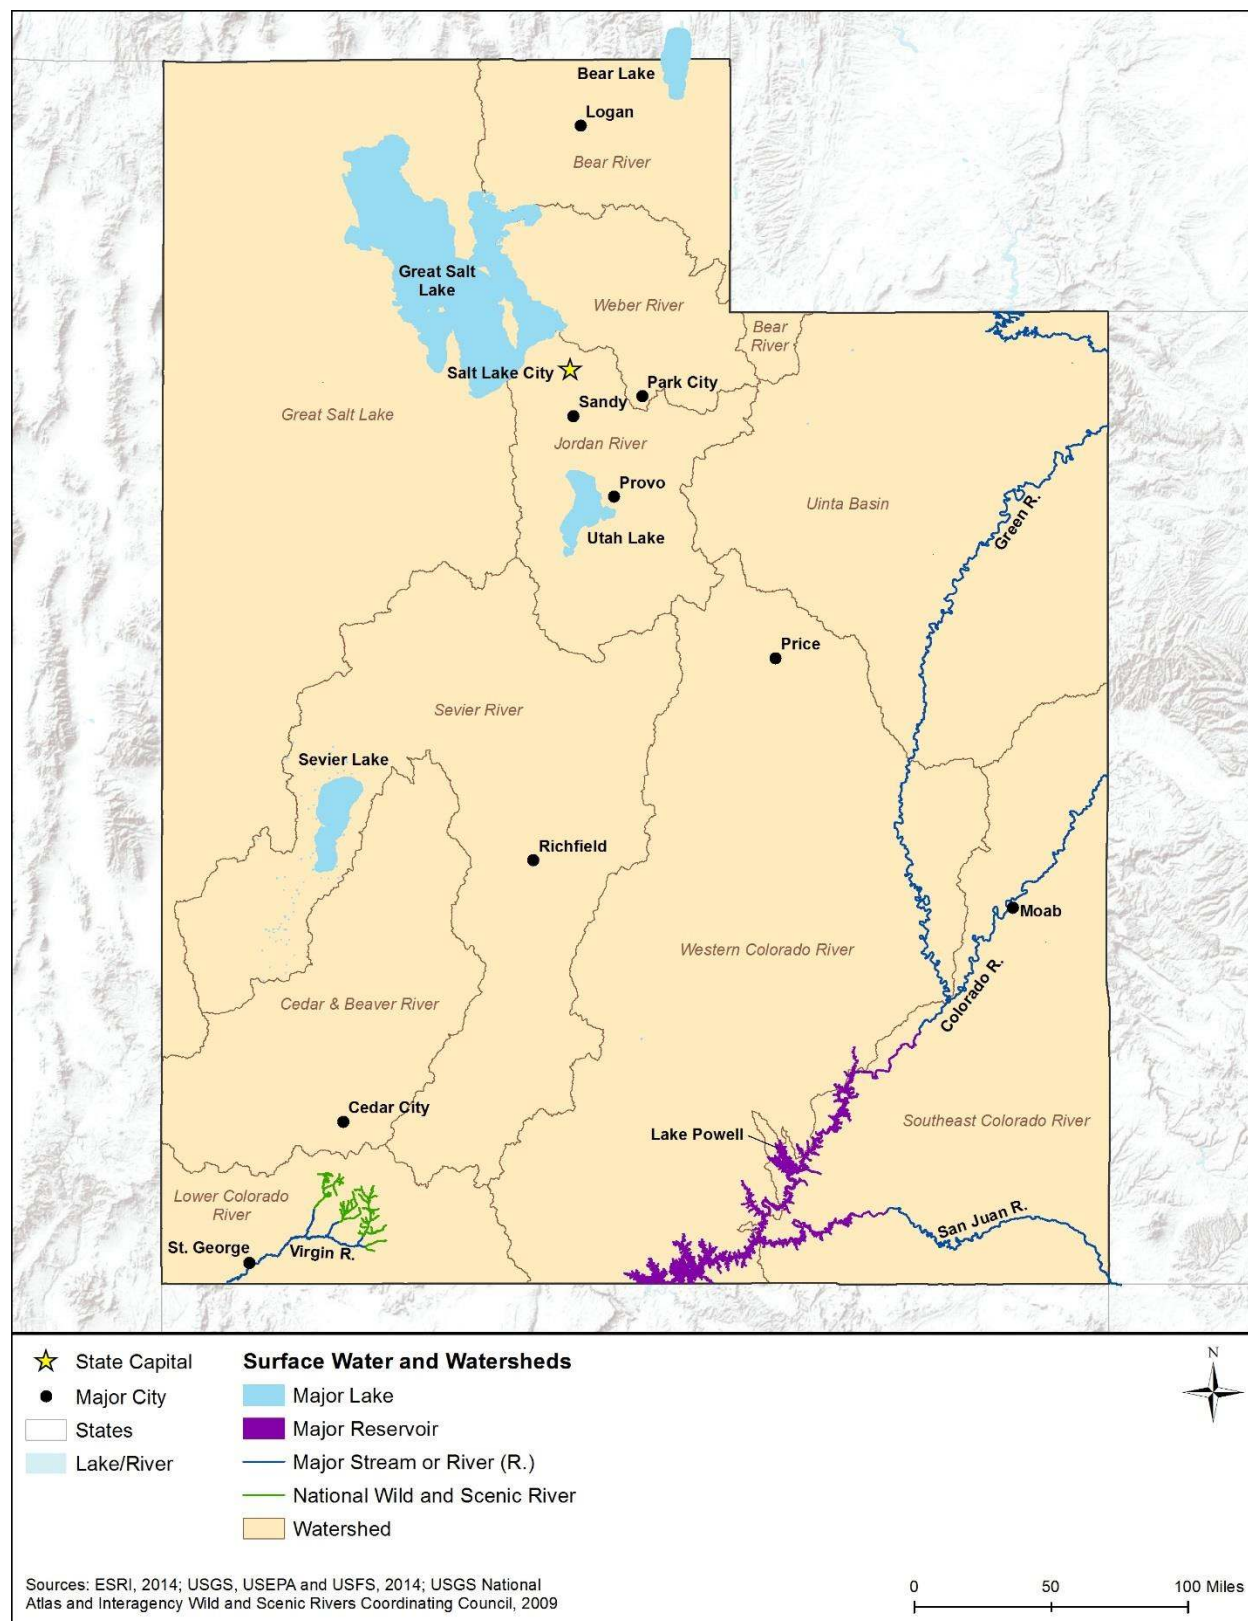 Bear Lake
Logan
Bear River
Great Salt
Lake
Weber River
Bear
River
Salt Lake City
Park City
Sandy
Great Salt Lake
Jordan River
Provo
Uinta Basin
Green R.
Utah Lake
Price
Sevier River
Sevier Lake
Richfield
Moab
Western Colorado River
Colorado R.
Cedar & Beaver River
Cedar City
Southeast Colorado River
Lake Powell
Lower Colorado
River
San Juan R.
St. George
Virgin R.
State Capital
Major City
States
Lake/River
Surface Water and Watersheds
Major Lake
Major Reservoir
Major Stream or River (R.)
National Wild and Scenic River
Watershed
N
Sources: ESRI, 2014; USGS, USEPA and USFS, 2014; USGS National
Atlas and Interagency Wild and Scenic Rivers Coordinating Council, 2009
0 50 100 Miles